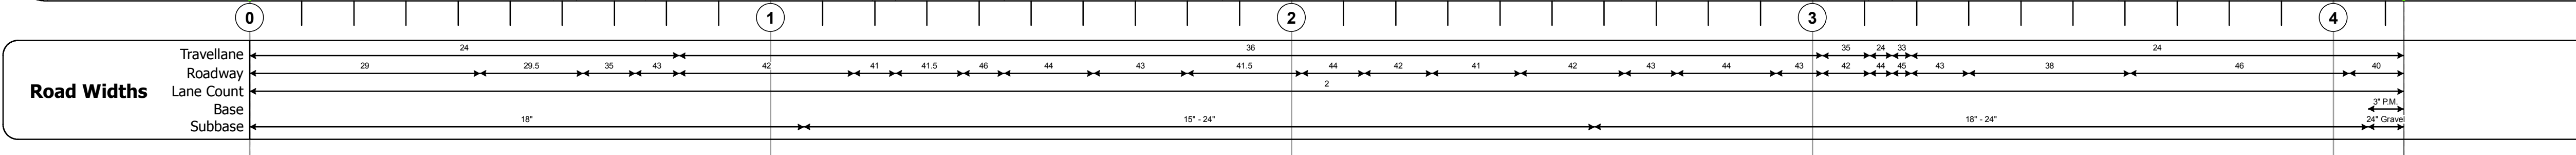 0 1 2 3 4
Road Widths
Travellane 24 36 35 24 33 24
Roadway 29 29.5 35 43 42 41 41.5 46 44 43 41.5 44 42 41 42 43 44 43 42 44 45 43 38 46 40
Lane Count 2
Base 3" P.M.
Subbase 18" 15" - 24" 18" - 24" 24" Gravel